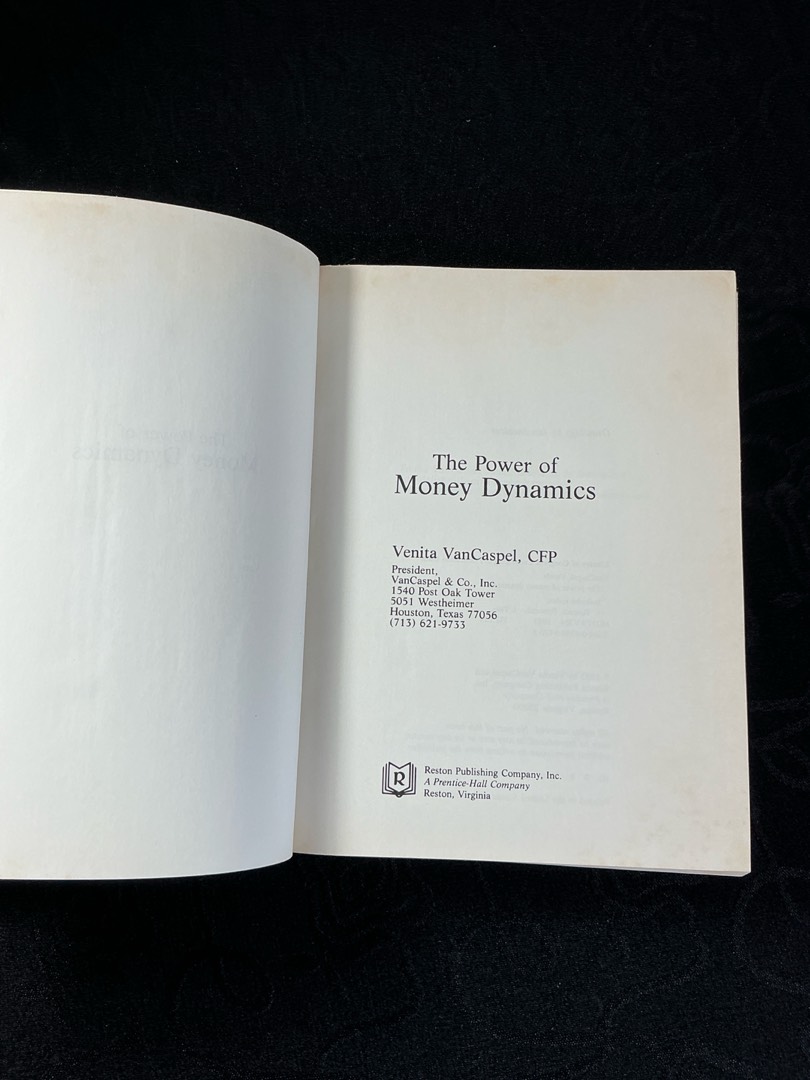 The Power of
Money Dynamics
Venita VanCaspel, CFP
President,
VanCaspel & Co., Inc.
1540 Post Oak Tower
5051 Westheimer
Houston, Texas 77056
(713) 621-9733
R
Reston Publishing Company, Inc.
A Prentice-Hall Company
Reston, Virginia